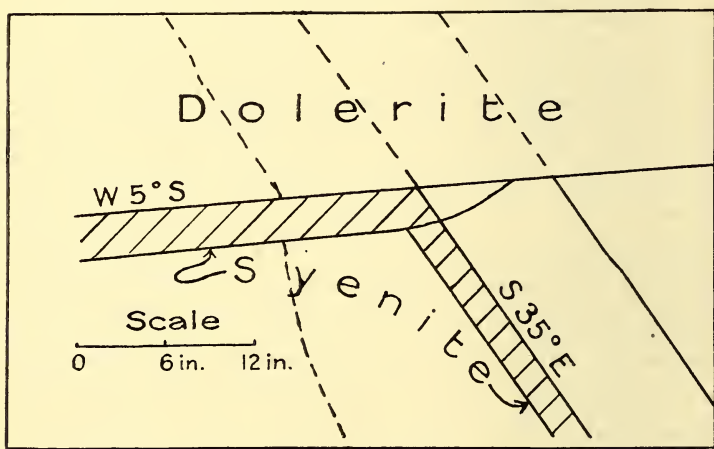 Dolerite
W 5° S
Syenite
S 35° E
Scale
0 6 in. 12 in.